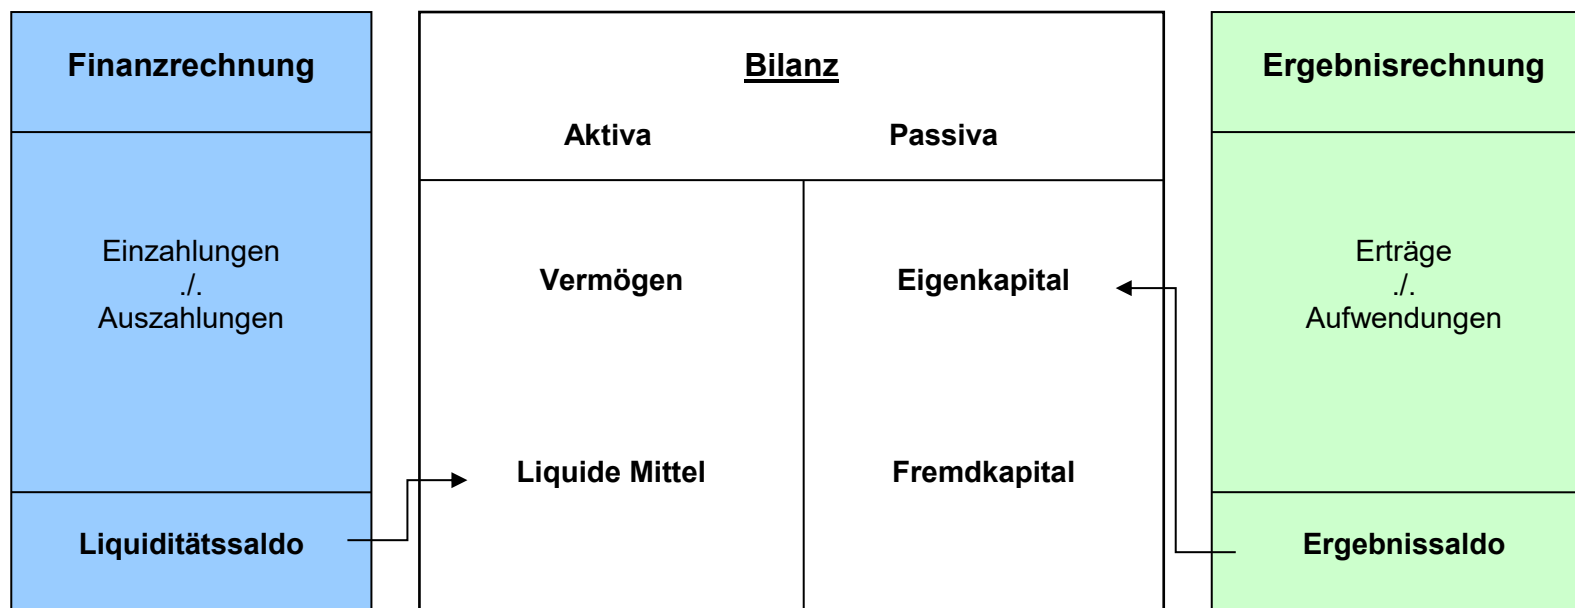 Finanzrechnung
Einzahlungen
./.
Auszahlungen
Liquiditätssaldo
Bilanz
Aktiva Passiva
Vermögen Eigenkapital
Liquide Mittel Fremdkapital
Ergebnisrechnung
Erträge
./.
Aufwendungen
Ergebnissaldo